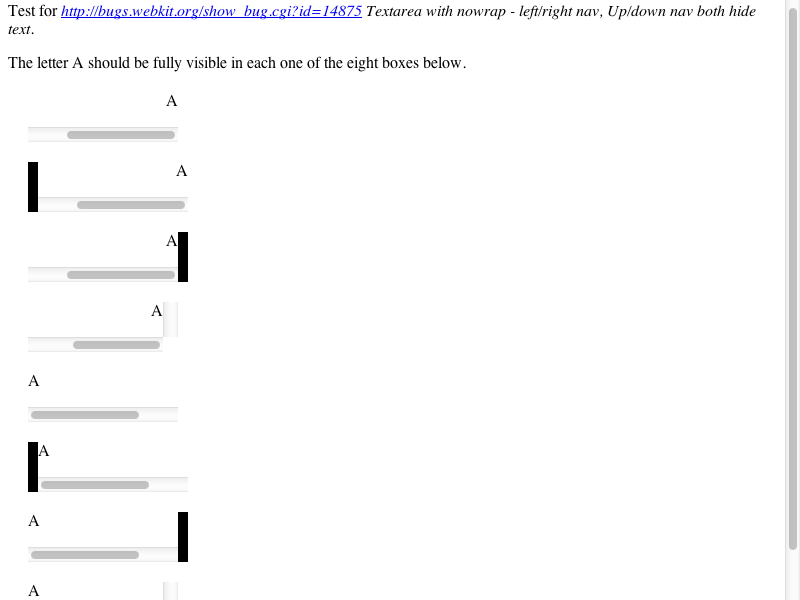 Test for http://bugs.webkit.org/show_bug.cgi?id=14875 Textarea with nowrap - left/right nav, Up/down nav both hide
text.
The letter A should be fully visible in each one of the eight boxes below.
A
A
A
A
A
A
A
A